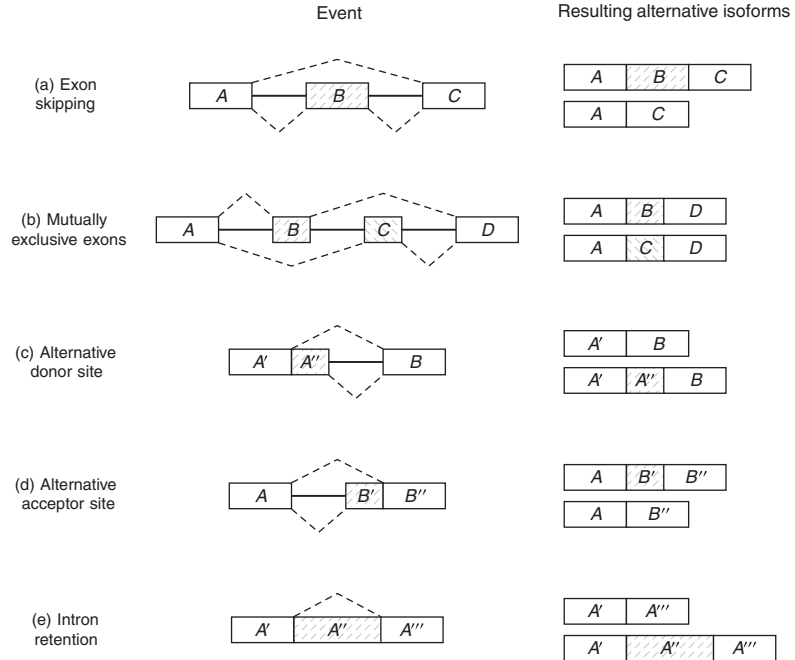 Event
Resulting alternative isoforms
(a) Exon
skipping
A B C
A B C
A C
(b) Mutually
exclusive exons
A B C D
A B D
A C D
(c) Alternative
donor site
A′ A″ B
A′ B
A′ A″ B
(d) Alternative
acceptor site
A B′ B″
A B′ B″
A B″
(e) Intron
retention
A′ A″ A‴
A′ A‴
A′ A″ A‴